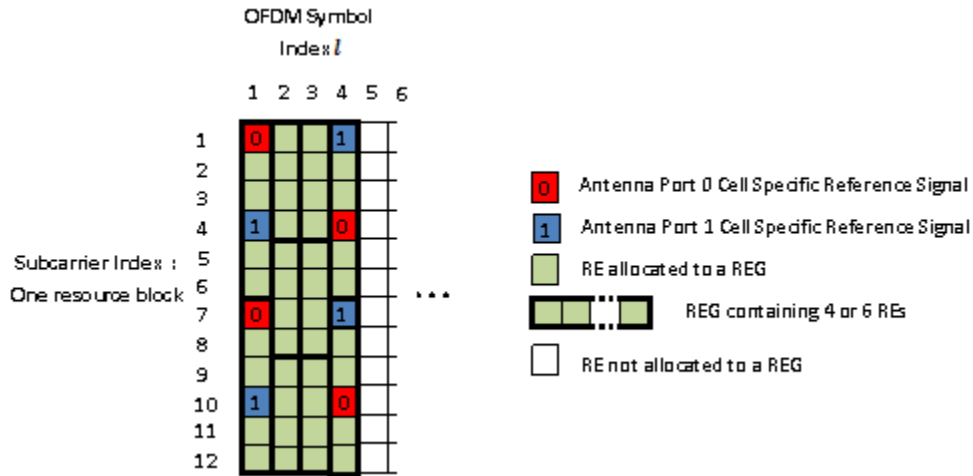 OFDM Symbol
Index l
1 2 3 4 5 6
1 0 1
2
3
4 1 0
5
6
7 0 1
8
9
10 1 0
11
12
Subcarrier Index :
One resource block
...
0 Antenna Port 0 Cell Specific Reference Signal
1 Antenna Port 1 Cell Specific Reference Signal
RE allocated to a REG
REG containing 4 or 6 REs
RE not allocated to a REG